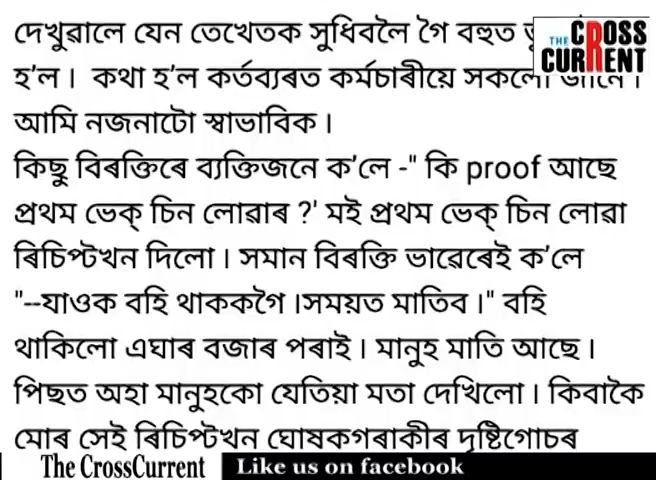 দেখুৱালে যেন তেখেতক সুধিবলৈ গৈ বহুত
THE CROSS CURRENT
হ'ল। কথা হ'ল কৰ্তব্যৰত কৰ্মচাৰীয়ে সকলো জানে।
আমি নজনাটো স্বাভাবিক।
কিছু বিৰক্তিৰে ব্যক্তিজনে ক'লে -" কি proof আছে
প্ৰথম ভেক্ চিন লোৱাৰ ?' মই প্ৰথম ভেক্ চিন লোৱা
ৰিচিপ্টখন দিলো। সমান বিৰক্তি ভাৱেৰেই ক'লে
"--যাওক বহি থাককগৈ।সময়ত মাতিব।" বহি
থাকিলো এঘাৰ বজাৰ পৰাই। মানুহ মাতি আছে।
পিছত অহা মানুহকো যেতিয়া মতা দেখিলো। কিবাকৈ
মোৰ সেই ৰিচিপ্টখন ঘোষকগৰাকীৰ দৃষ্টিগোচৰ
The CrossCurrent Like us on facebook